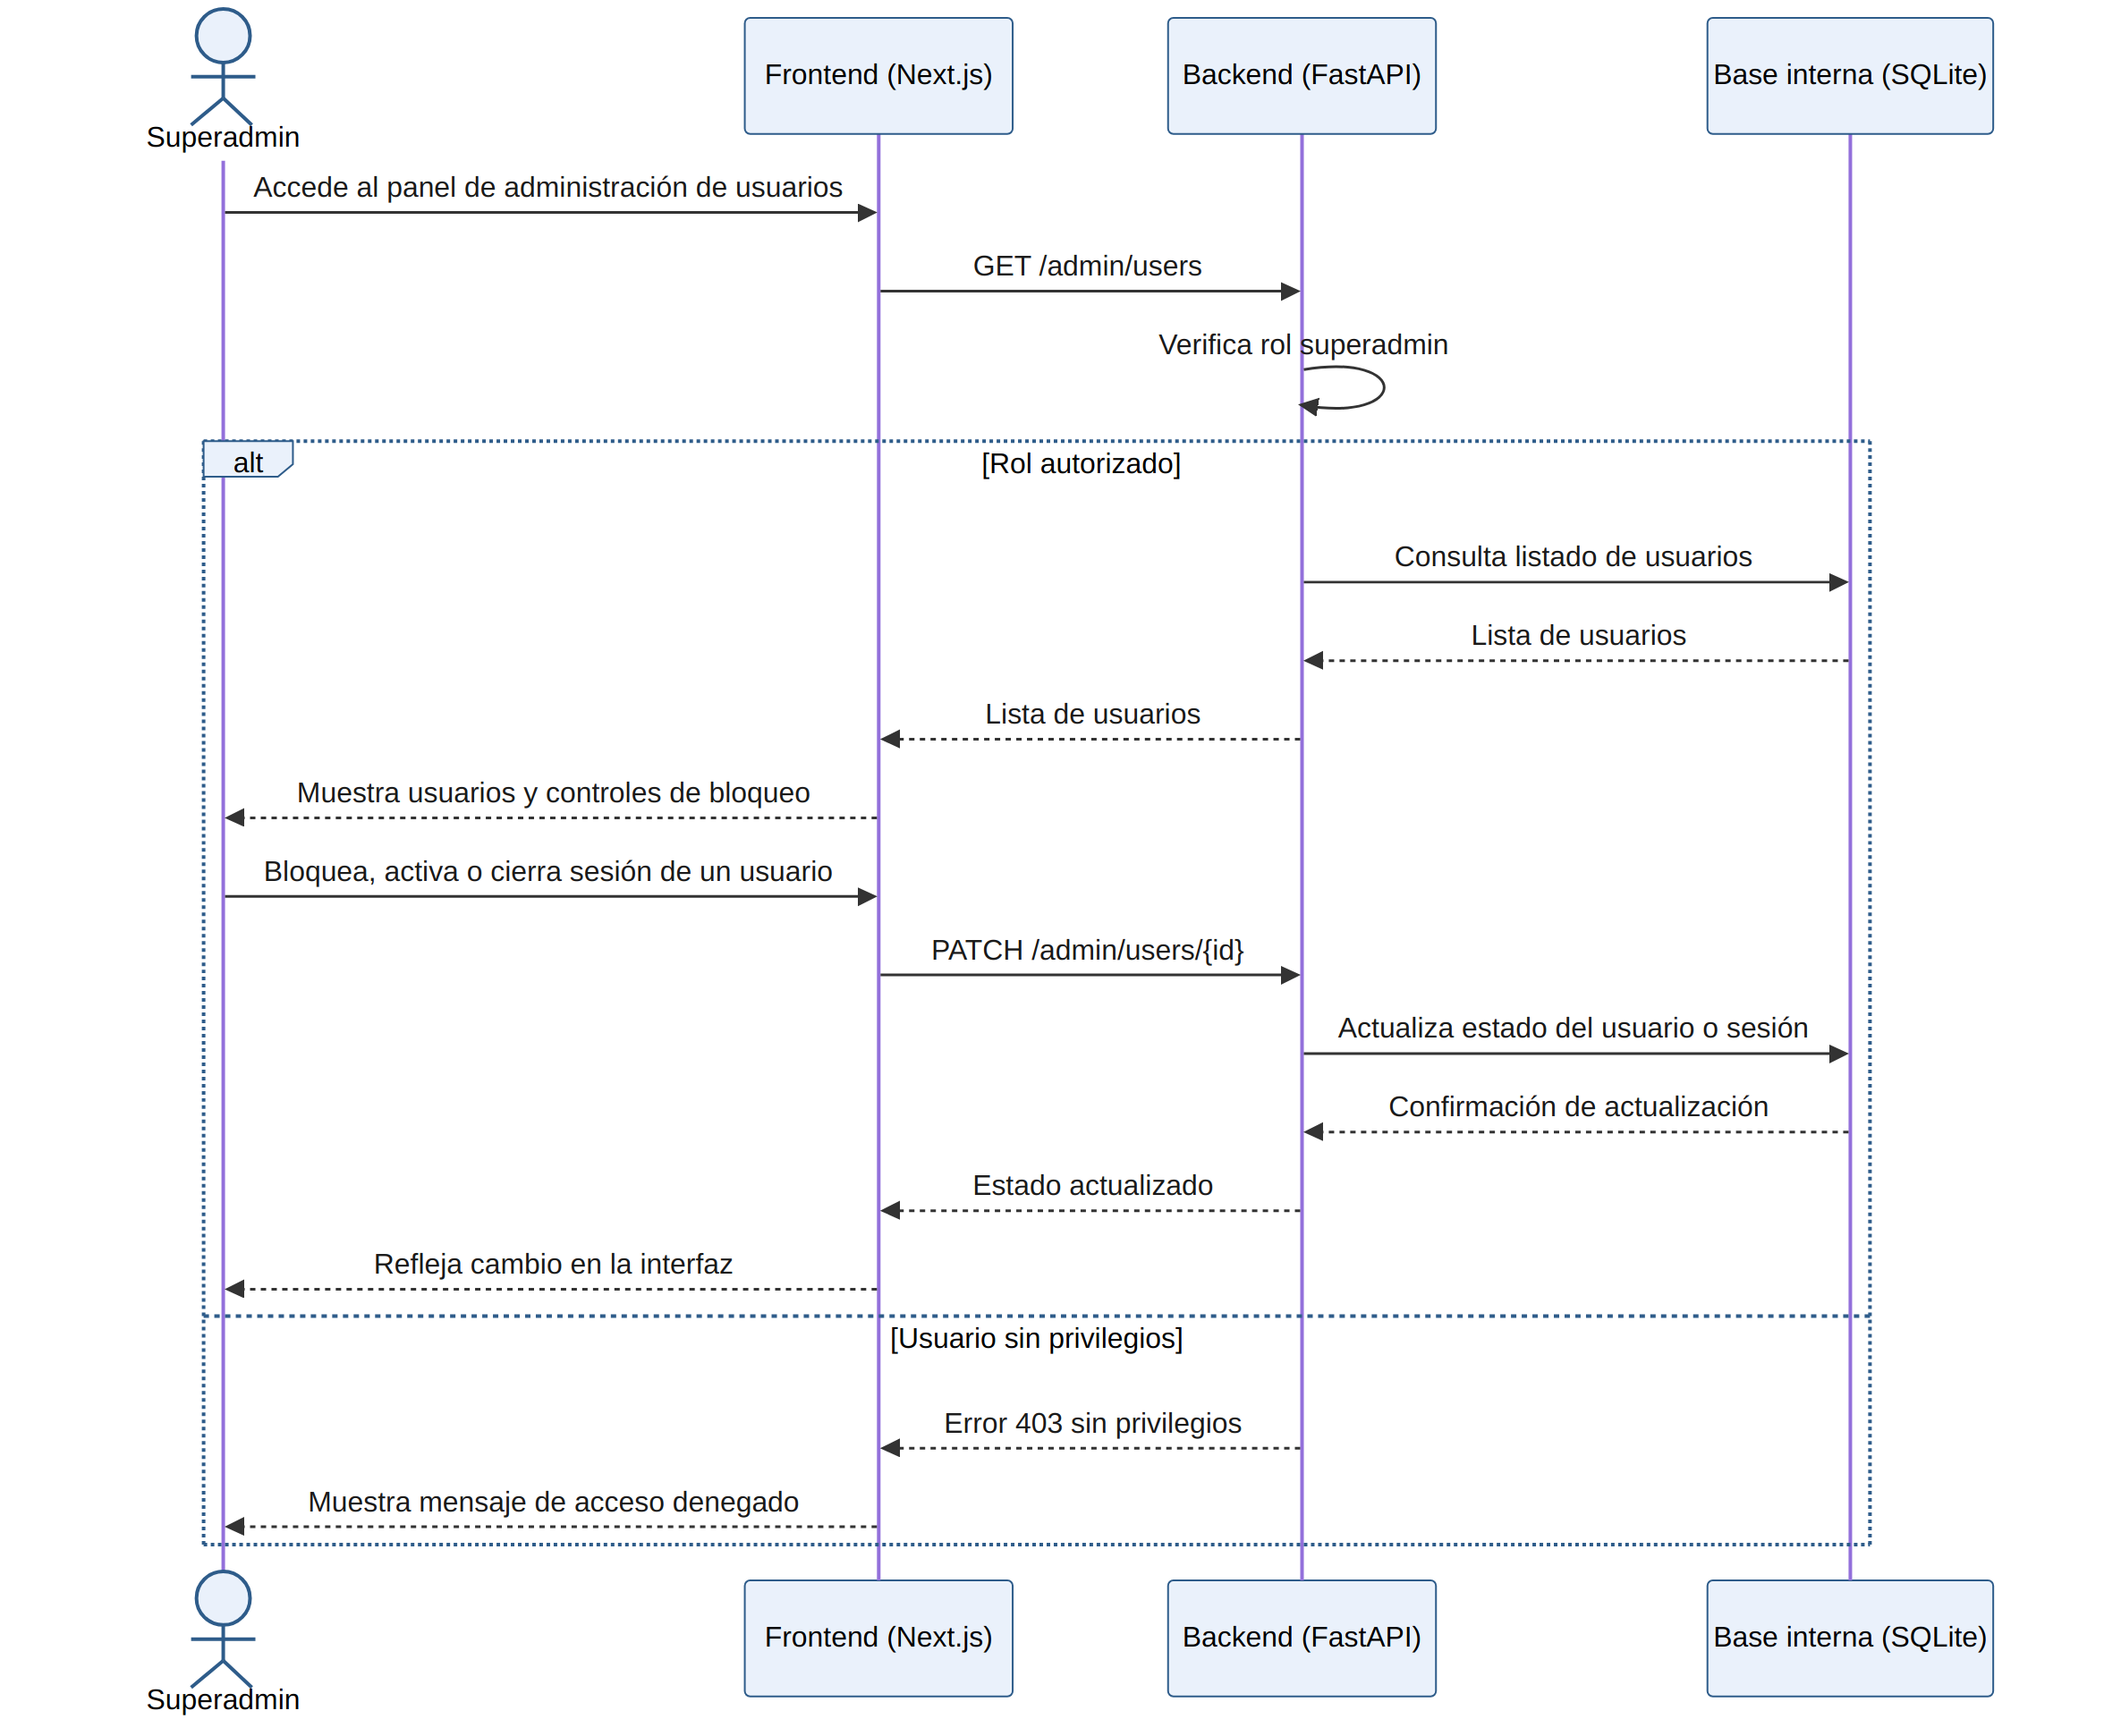 Superadmin
Frontend (Next.js)
Backend (FastAPI)
Base interna (SQLite)
Accede al panel de administración de usuarios
GET /admin/users
Verifica rol superadmin
alt
[Rol autorizado]
Consulta listado de usuarios
Lista de usuarios
Lista de usuarios
Muestra usuarios y controles de bloqueo
Bloquea, activa o cierra sesión de un usuario
PATCH /admin/users/{id}
Actualiza estado del usuario o sesión
Confirmación de actualización
Estado actualizado
Refleja cambio en la interfaz
[Usuario sin privilegios]
Error 403 sin privilegios
Muestra mensaje de acceso denegado
Superadmin
Frontend (Next.js)
Backend (FastAPI)
Base interna (SQLite)